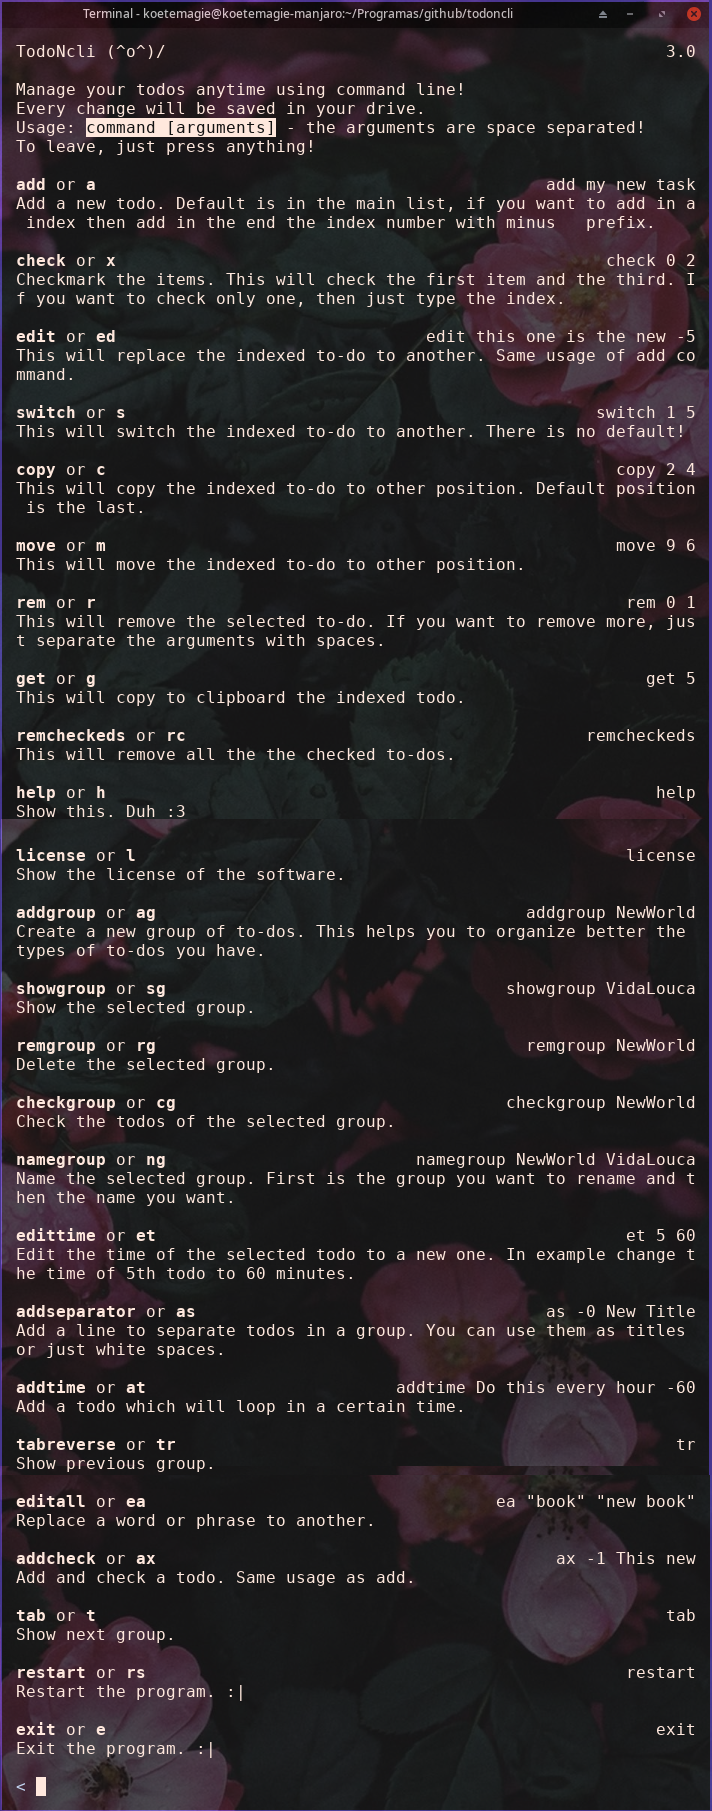 Terminal - koetemagie@koetemagie-manjaro:~/Programas/github/todoncli
TodoNcli (^o^)/ 3.0
Manage your todos anytime using command line!
Every change will be saved in your drive.
Usage: command [arguments] - the arguments are space separated!
To leave, just press anything!
add or a add my new task
Add a new todo. Default is in the main list, if you want to add in a
 index then add in the end the index number with minus   prefix.
check or x check 0 2
Checkmark the items. This will check the first item and the third. I
f you want to check only one, then just type the index.
edit or ed edit this one is the new -5
This will replace the indexed to-do to another. Same usage of add co
mmand.
switch or s switch 1 5
This will switch the indexed to-do to another. There is no default!
copy or c copy 2 4
This will copy the indexed to-do to other position. Default position
 is the last.
move or m move 9 6
This will move the indexed to-do to other position.
rem or r rem 0 1
This will remove the selected to-do. If you want to remove more, jus
t separate the arguments with spaces.
get or g get 5
This will copy to clipboard the indexed todo.
remcheckeds or rc remcheckeds
This will remove all the the checked to-dos.
help or h help
Show this. Duh :3
license or l license
Show the license of the software.
addgroup or ag addgroup NewWorld
Create a new group of to-dos. This helps you to organize better the
types of to-dos you have.
showgroup or sg showgroup VidaLouca
Show the selected group.
remgroup or rg remgroup NewWorld
Delete the selected group.
checkgroup or cg checkgroup NewWorld
Check the todos of the selected group.
namegroup or ng namegroup NewWorld VidaLouca
Name the selected group. First is the group you want to rename and t
hen the name you want.
edittime or et et 5 60
Edit the time of the selected todo to a new one. In example change t
he time of 5th todo to 60 minutes.
addseparator or as as -0 New Title
Add a line to separate todos in a group. You can use them as titles
or just white spaces.
addtime or at addtime Do this every hour -60
Add a todo which will loop in a certain time.
tabreverse or tr tr
Show previous group.
editall or ea ea "book" "new book"
Replace a word or phrase to another.
addcheck or ax ax -1 This new
Add and check a todo. Same usage as add.
tab or t tab
Show next group.
restart or rs restart
Restart the program. :|
exit or e exit
Exit the program. :|
<